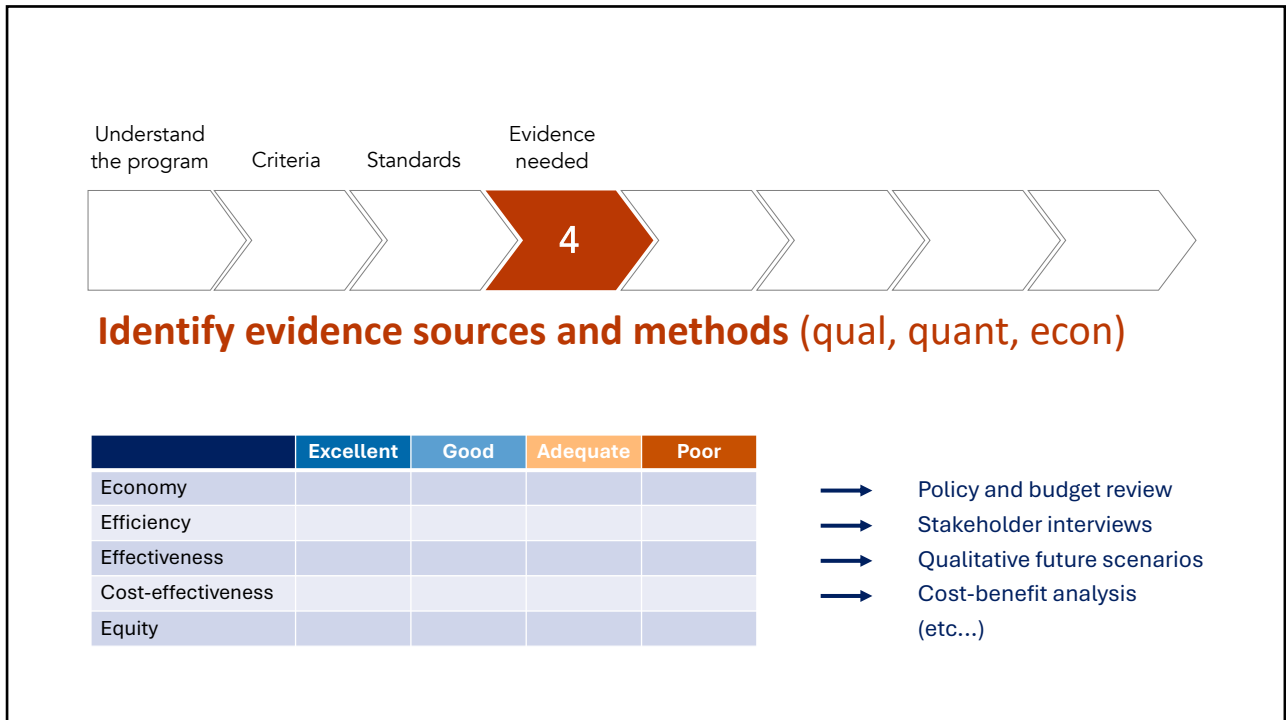 Understand
the program
Criteria
Standards
Evidence
needed
4
Identify evidence sources and methods (qual, quant, econ)
Excellent Good Adequate Poor
Economy
Efficiency
Effectiveness
Cost-effectiveness
Equity
Policy and budget review
Stakeholder interviews
Qualitative future scenarios
Cost-benefit analysis
(etc...)